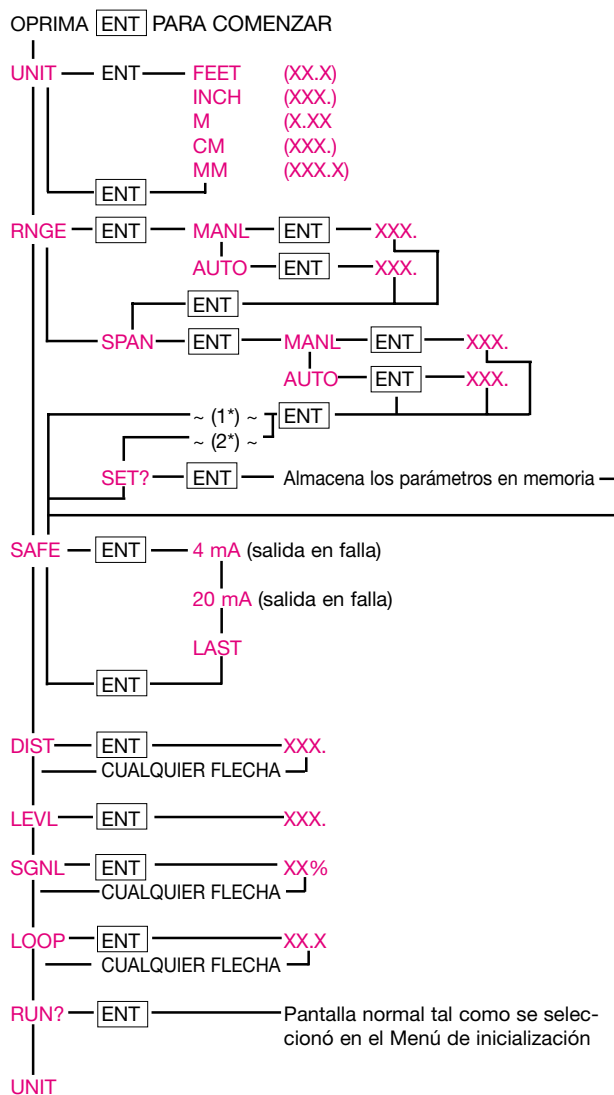 OPRIMA ENT PARA COMENZAR
UNIT ENT FEET (XX.X)
INCH (XXX.)
M (X.XX
CM (XXX.)
MM (XXX.X)
ENT
RNGE ENT MANL ENT XXX.
AUTO ENT XXX.
ENT
SPAN ENT MANL ENT XXX.
AUTO ENT XXX.
~ (1*) ~ ENT
~ (2*) ~
SET? ENT Almacena los parámetros en memoria
SAFE ENT 4 mA (salida en falla)
20 mA (salida en falla)
LAST
ENT
DIST ENT XXX.
CUALQUIER FLECHA
LEVL ENT XXX.
SGNL ENT XX%
CUALQUIER FLECHA
LOOP ENT XX.X
CUALQUIER FLECHA
RUN? ENT Pantalla normal tal como se selec-
cionó en el Menú de inicialización
UNIT